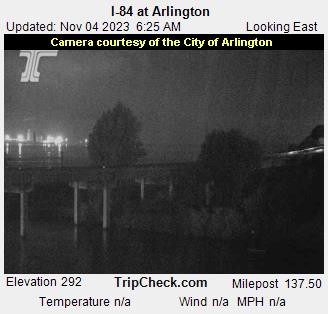 I-84 at Arlington
Updated: Nov 04 2023 6:25 AM Looking East
Camera courtesy of the City of Arlington
Elevation 292 TripCheck.com Milepost 137.50
Temperature n/a Wind n/a MPH n/a